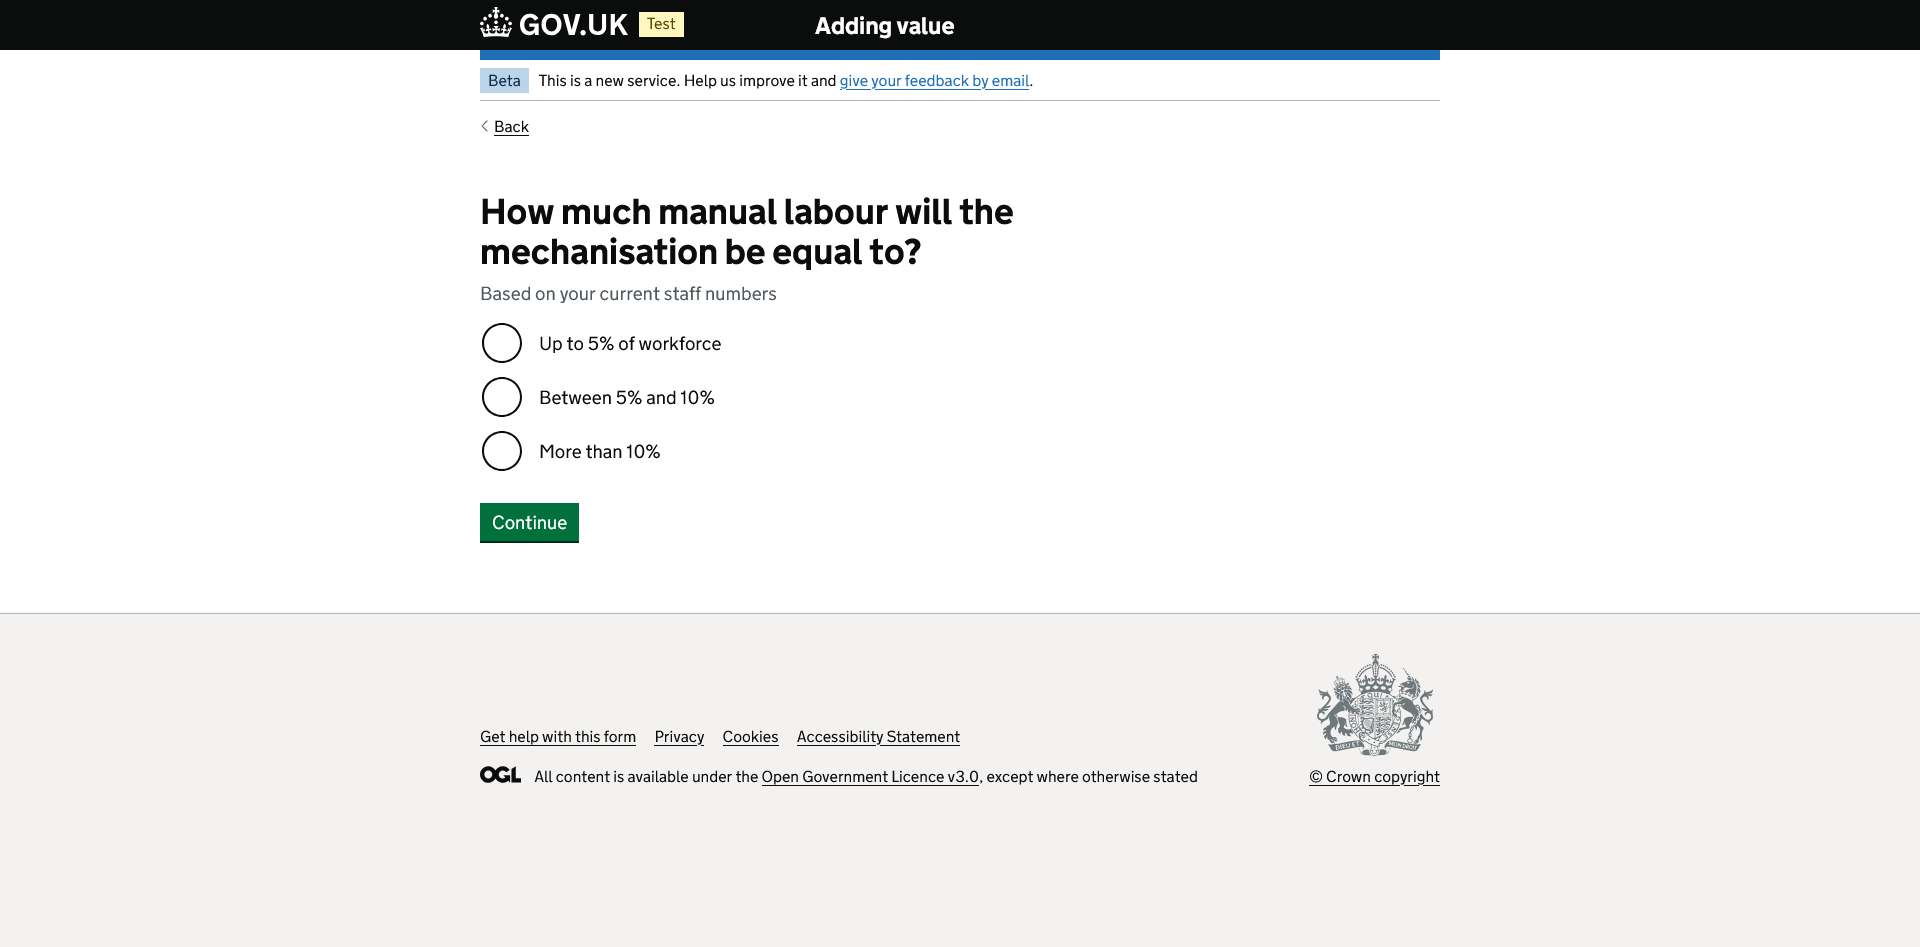 GOV.UK Test Adding value
Beta This is a new service. Help us improve it and give your feedback by email.
Back
How much manual labour will the
mechanisation be equal to?
Based on your current staff numbers
Up to 5% of workforce
Between 5% and 10%
More than 10%
Continue
Get help with this form Privacy Cookies Accessibility Statement
OGL All content is available under the Open Government Licence v3.0, except where otherwise stated
© Crown copyright